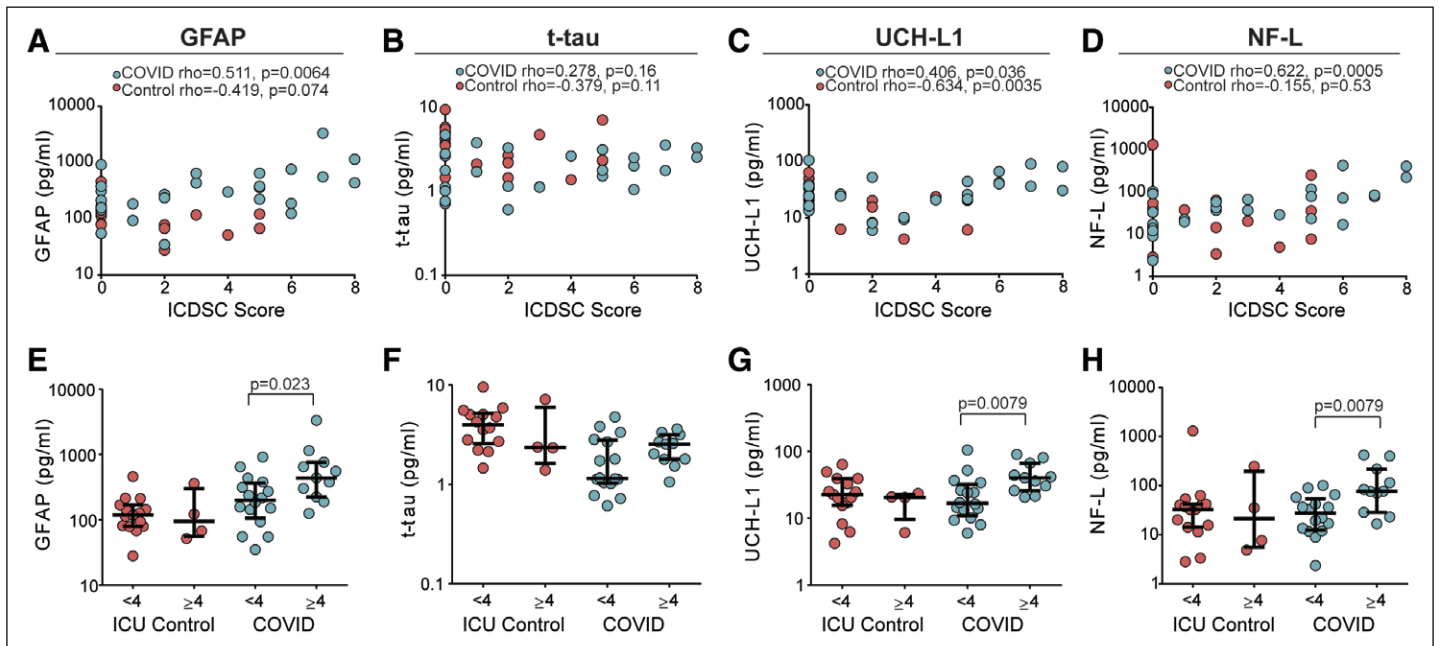 A GFAP
COVID rho=0.511, p=0.0064
Control rho=-0.419, p=0.074
GFAP (pg/ml)
10000
1000
100
10
0 2 4 6 8
ICDSC Score
B t-tau
COVID rho=0.278, p=0.16
Control rho=-0.379, p=0.11
t-tau (pg/ml)
10
1
0.1
0 2 4 6 8
ICDSC Score
C UCH-L1
COVID rho=0.406, p=0.036
Control rho=-0.634, p=0.0035
UCH-L1 (pg/ml)
1000
100
10
1
0 2 4 6 8
ICDSC Score
D NF-L
COVID rho=0.622, p=0.0005
Control rho=-0.155, p=0.53
NF-L (pg/ml)
10000
1000
100
10
1
0 2 4 6 8
ICDSC Score
E
p=0.023
GFAP (pg/ml)
10000
1000
100
10
<4 ≥4 <4 ≥4
ICU Control COVID
F
t-tau (pg/ml)
10
1
0.1
<4 ≥4 <4 ≥4
ICU Control COVID
G
p=0.0079
UCH-L1 (pg/ml)
1000
100
10
1
<4 ≥4 <4 ≥4
ICU Control COVID
H
p=0.0079
NF-L (pg/ml)
10000
1000
100
10
1
<4 ≥4 <4 ≥4
ICU Control COVID